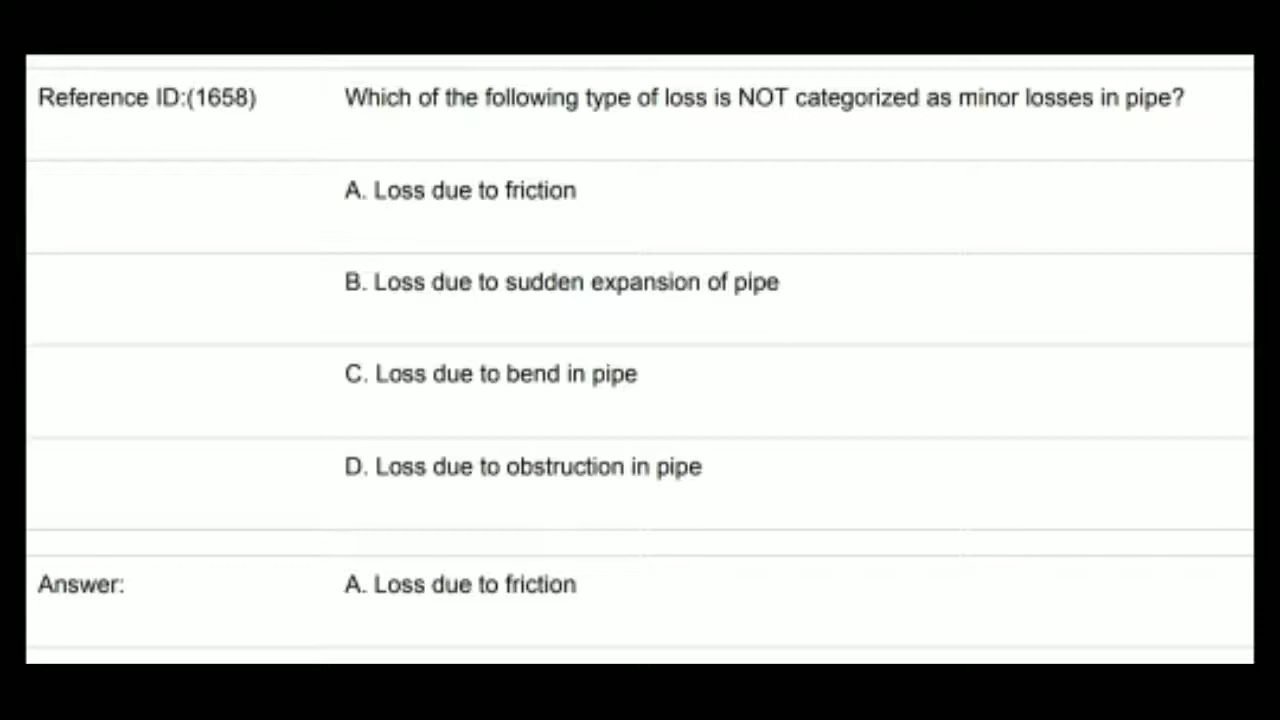 Reference ID:(1658) Which of the following type of loss is NOT categorized as minor losses in pipe?
A. Loss due to friction
B. Loss due to sudden expansion of pipe
C. Loss due to bend in pipe
D. Loss due to obstruction in pipe
Answer: A. Loss due to friction